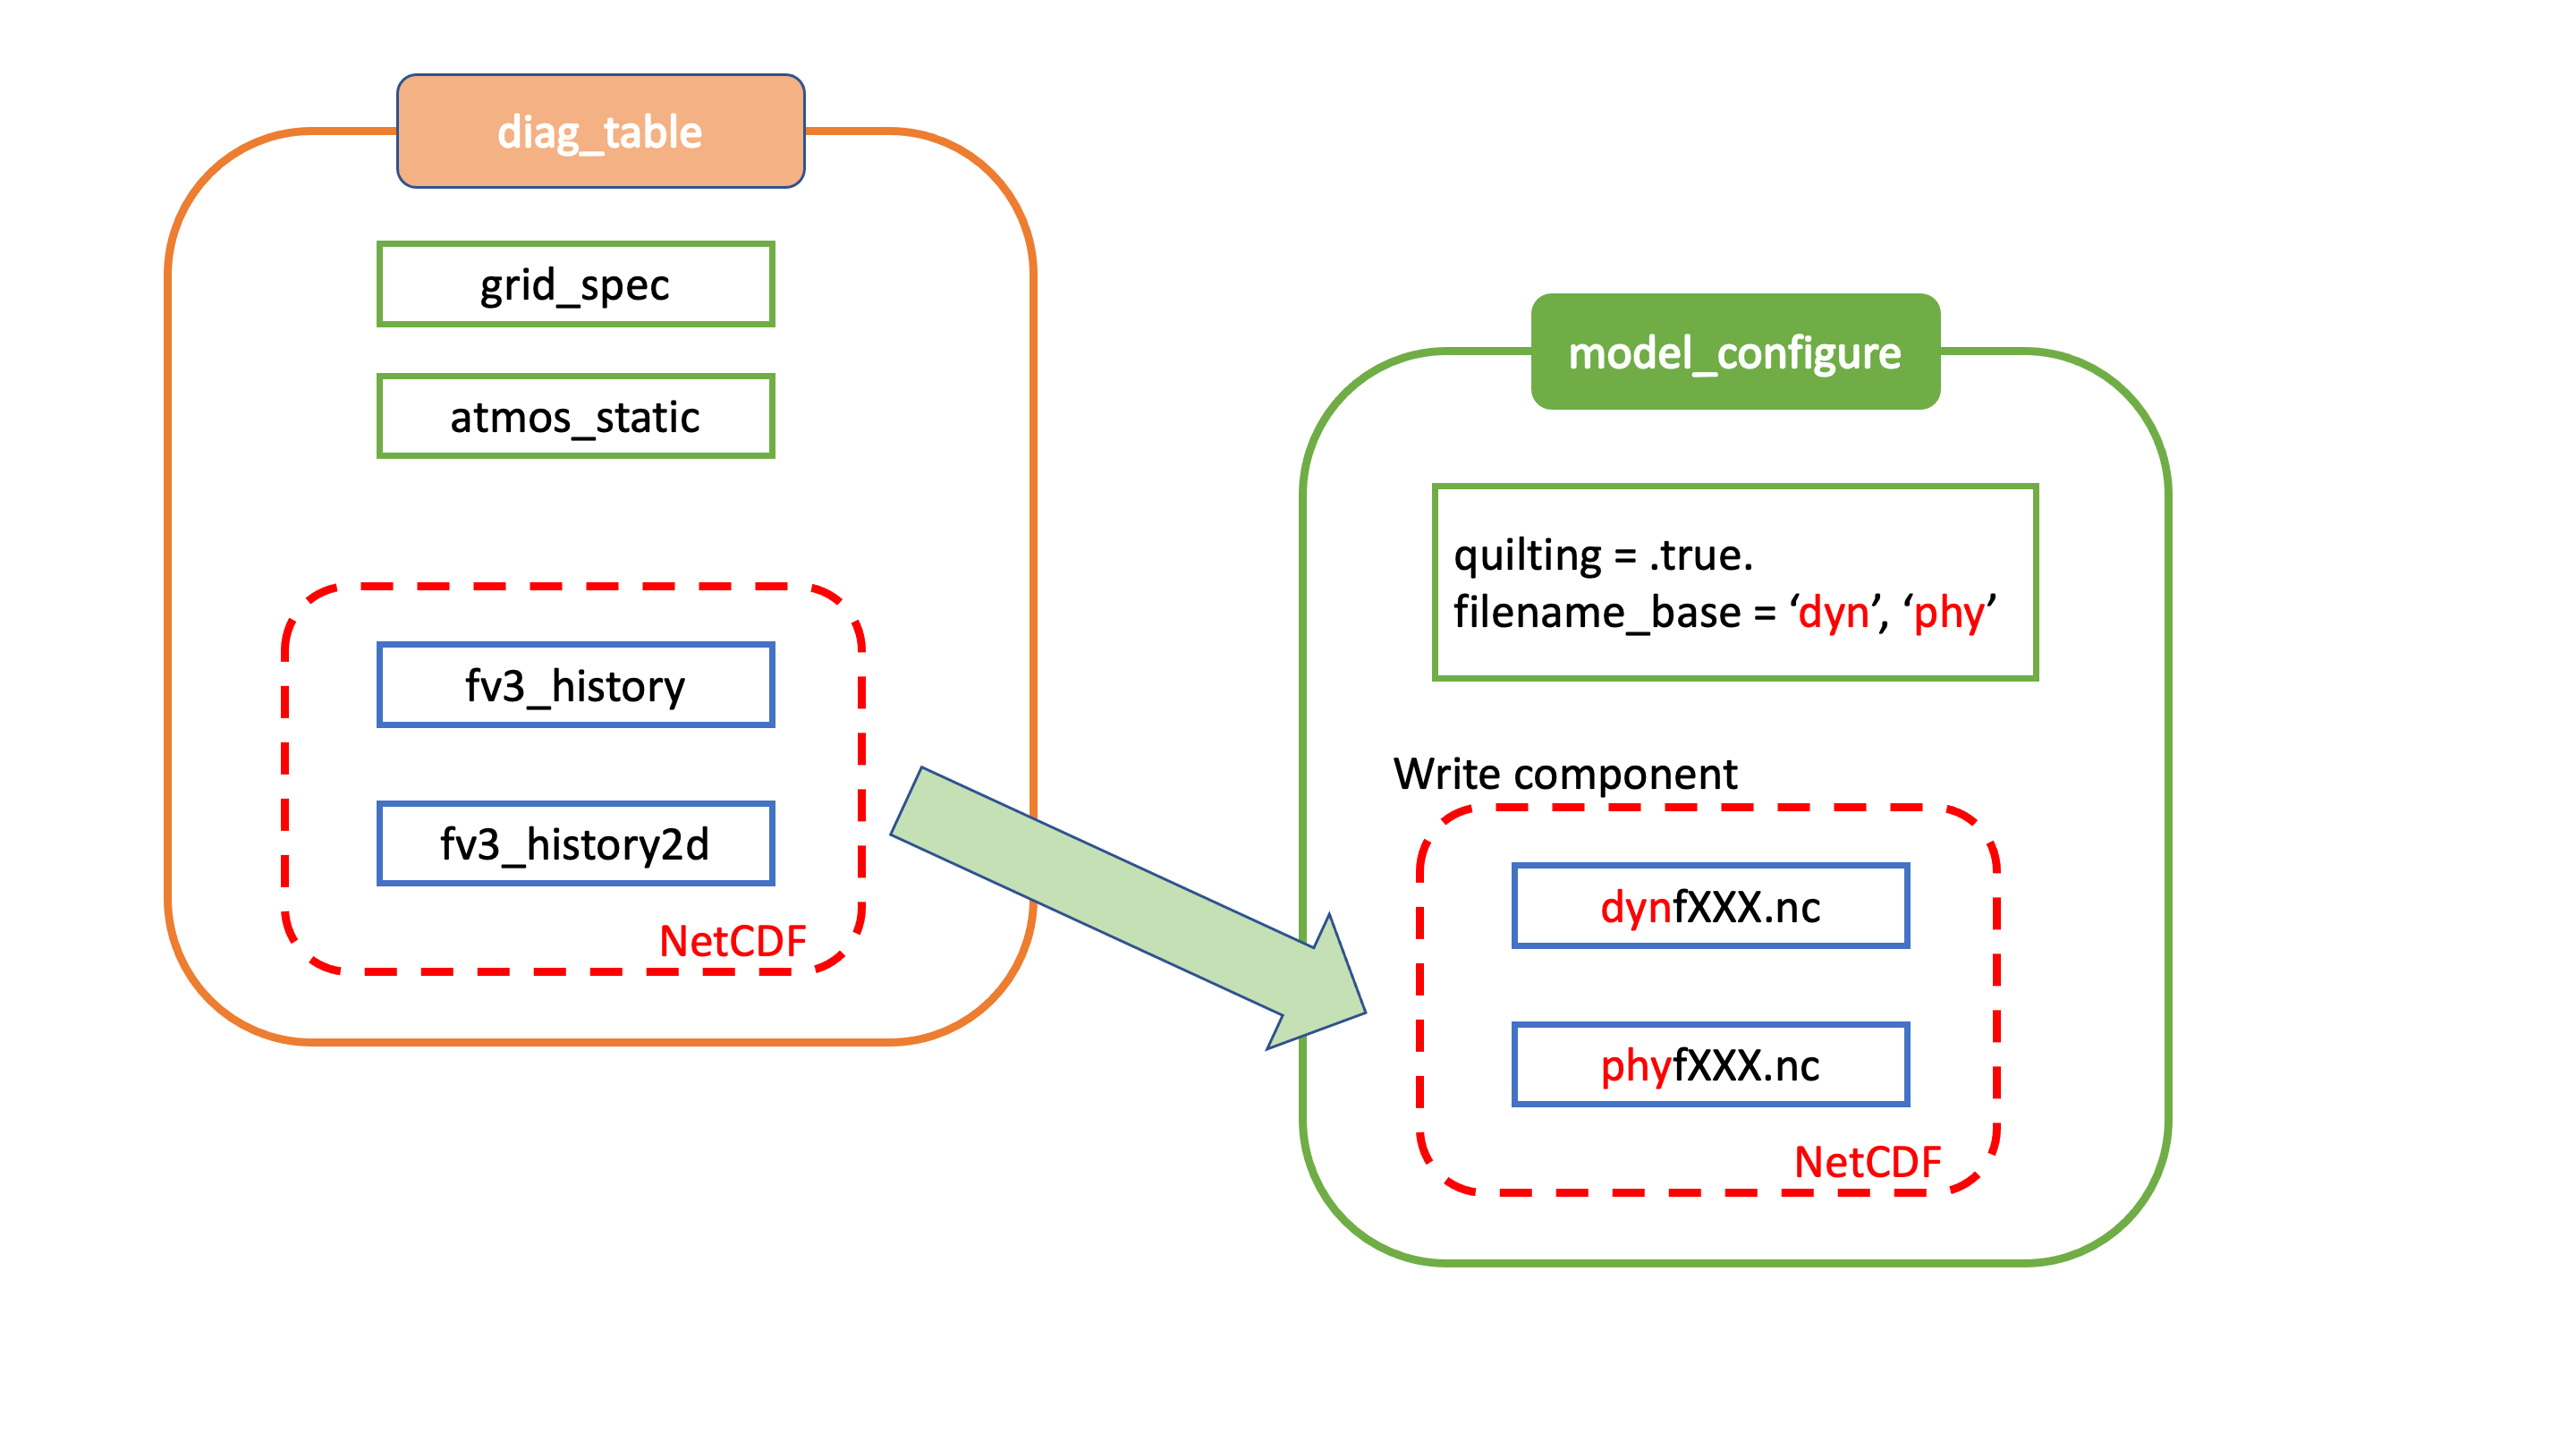 diag_table
grid_spec
atmos_static
fv3_history
fv3_history2d
NetCDF
model_configure
quilting = .true.
filename_base = ‘dyn’, ‘phy’
Write component
dynfXXX.nc
phyfXXX.nc
NetCDF